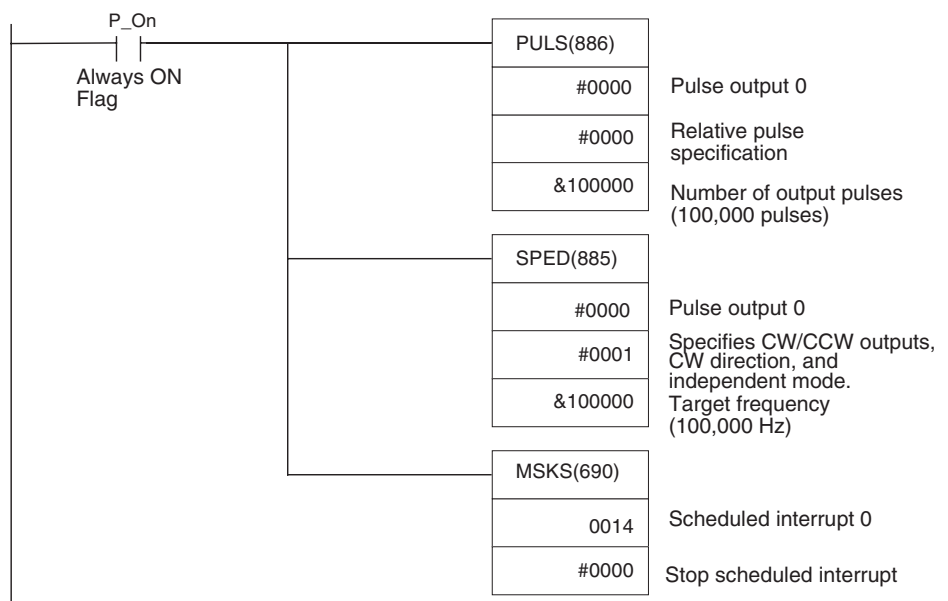 P_On
Always ON
Flag
PULS(886)
#0000
Pulse output 0
#0000
Relative pulse
specification
&100000
Number of output pulses
(100,000 pulses)
SPED(885)
#0000
Pulse output 0
#0001
Specifies CW/CCW outputs,
CW direction, and
independent mode.
&100000
Target frequency
(100,000 Hz)
MSKS(690)
0014
Scheduled interrupt 0
#0000
Stop scheduled interrupt